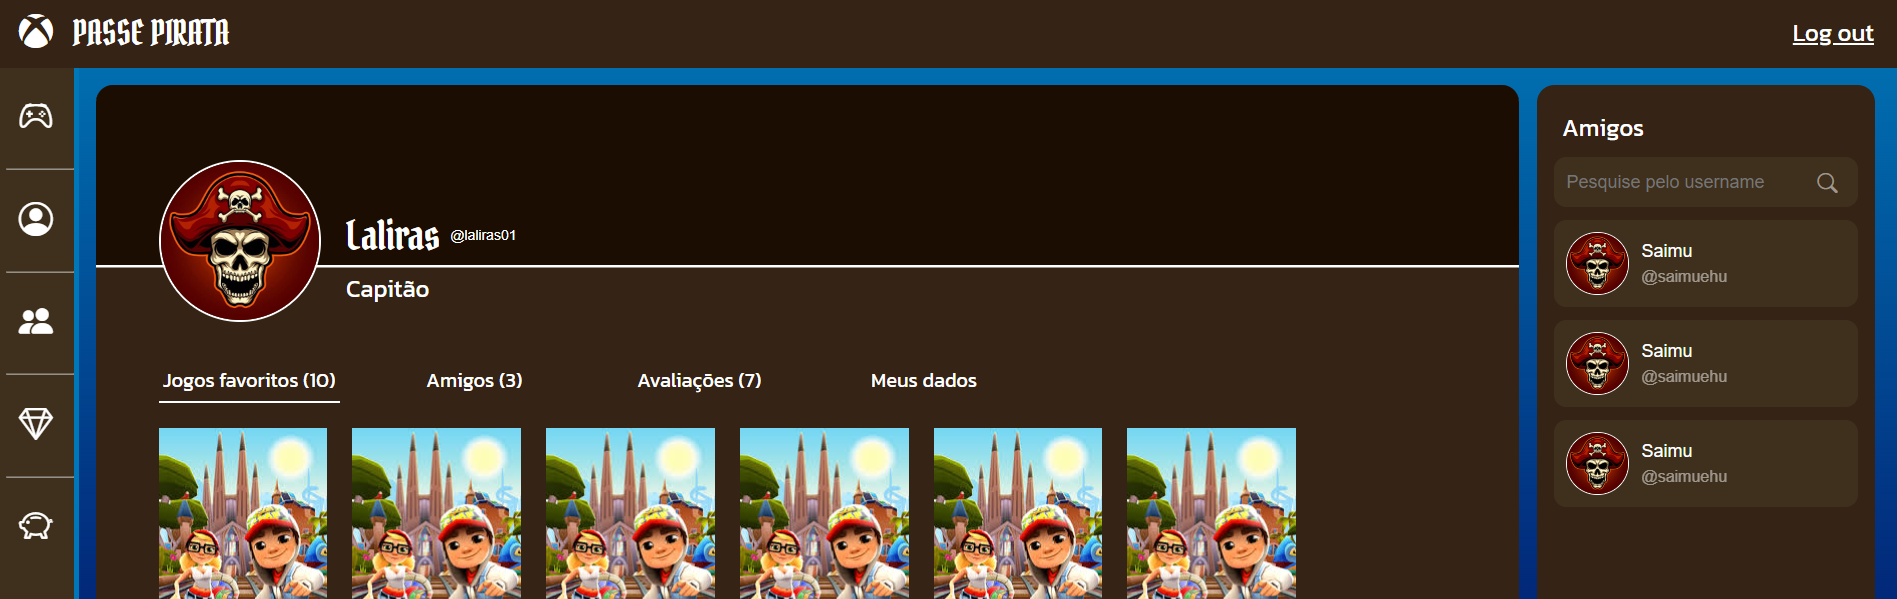 PASSE PIRATA
Log out
Laliras @laliras01
Capitão
Jogos favoritos (10) Amigos (3) Avaliações (7) Meus dados
Amigos
Pesquise pelo username
Saimu
@saimuehu
Saimu
@saimuehu
Saimu
@saimuehu